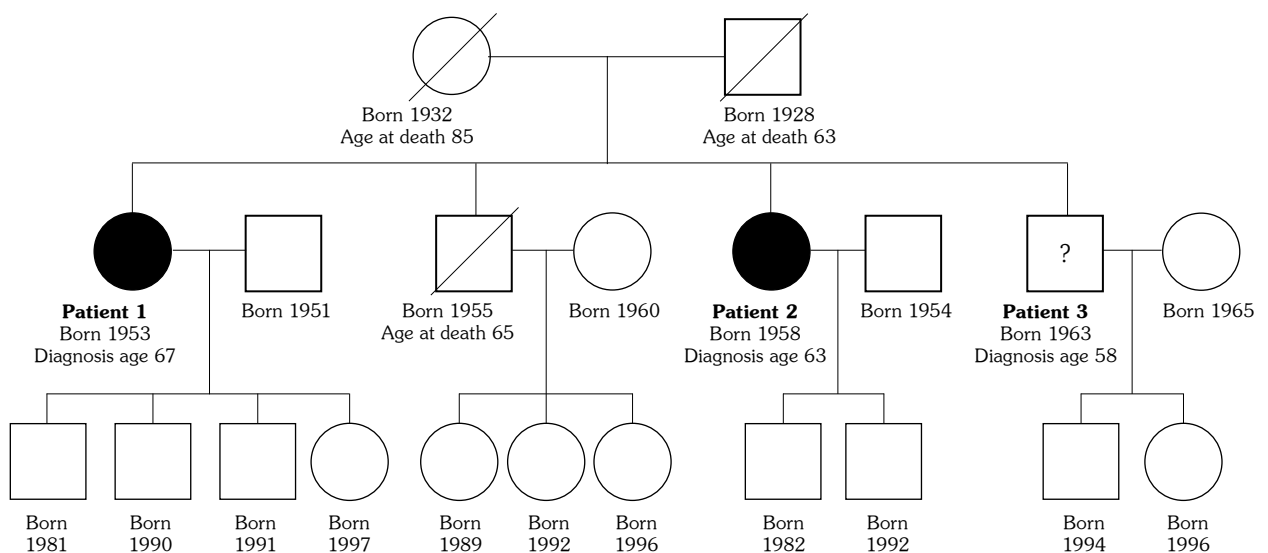 Born 1932
Age at death 85
Born 1928
Age at death 63
?
Patient 1
Born 1953
Diagnosis age 67
Born 1951
Born 1955
Age at death 65
Born 1960
Patient 2
Born 1958
Diagnosis age 63
Born 1954
Patient 3
Born 1963
Diagnosis age 58
Born 1965
Born
1981
Born
1990
Born
1991
Born
1997
Born
1989
Born
1992
Born
1996
Born
1982
Born
1992
Born
1994
Born
1996